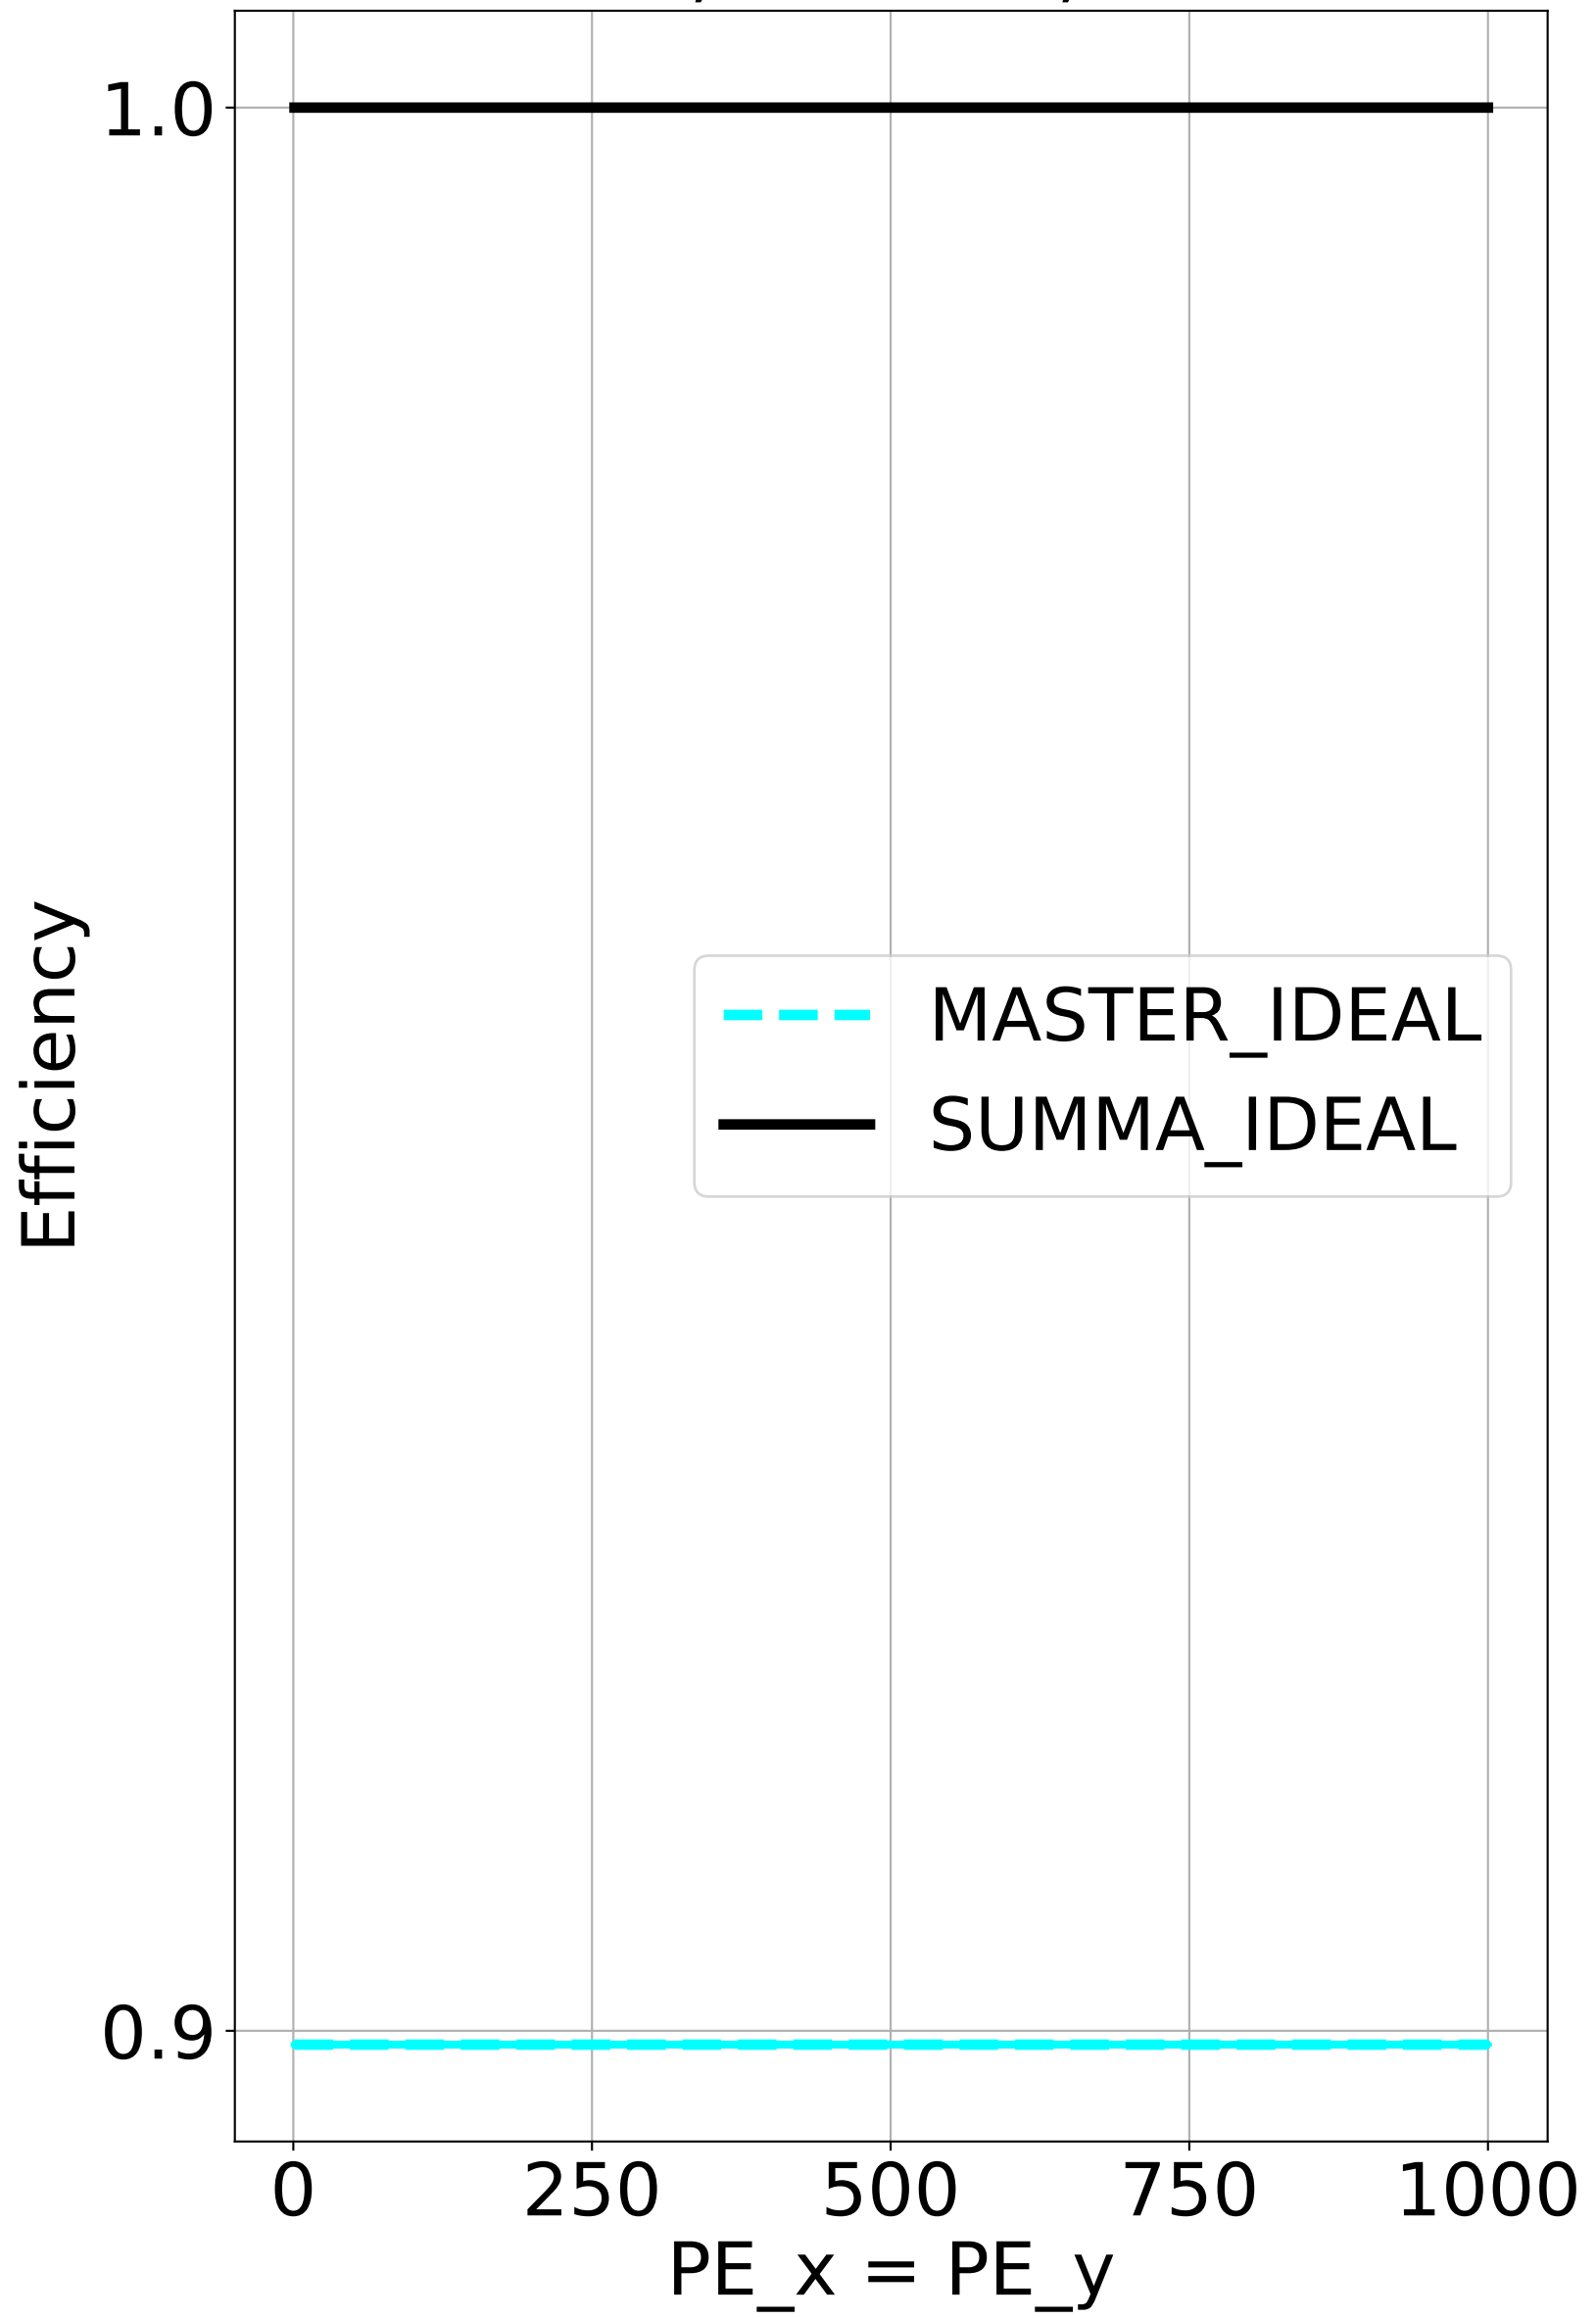 1.0
Efficiency
MASTER_IDEAL
SUMMA_IDEAL
0.9
0 250 500 750 1000
PE_x = PE_y